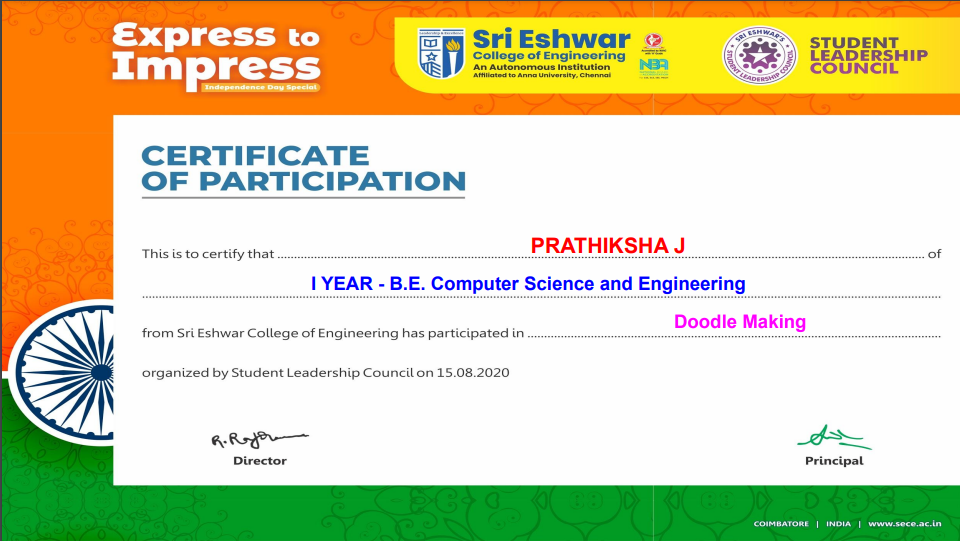 Express to
Impress
Independence Day Special
Leadership & Excellence
Sri Eshwar
College of Engineering
An Autonomous Institution
Affiliated to Anna University, Chennai
NBA
SRI ESHWAR'S
STUDENT LEADERSHIP COUNCIL
STUDENT
LEADERSHIP
COUNCIL
CERTIFICATE
OF PARTICIPATION
This is to certify that PRATHIKSHA J of
I YEAR - B.E. Computer Science and Engineering
from Sri Eshwar College of Engineering has participated in Doodle Making
organized by Student Leadership Council on 15.08.2020
Director
Principal
COIMBATORE | INDIA | www.sece.ac.in